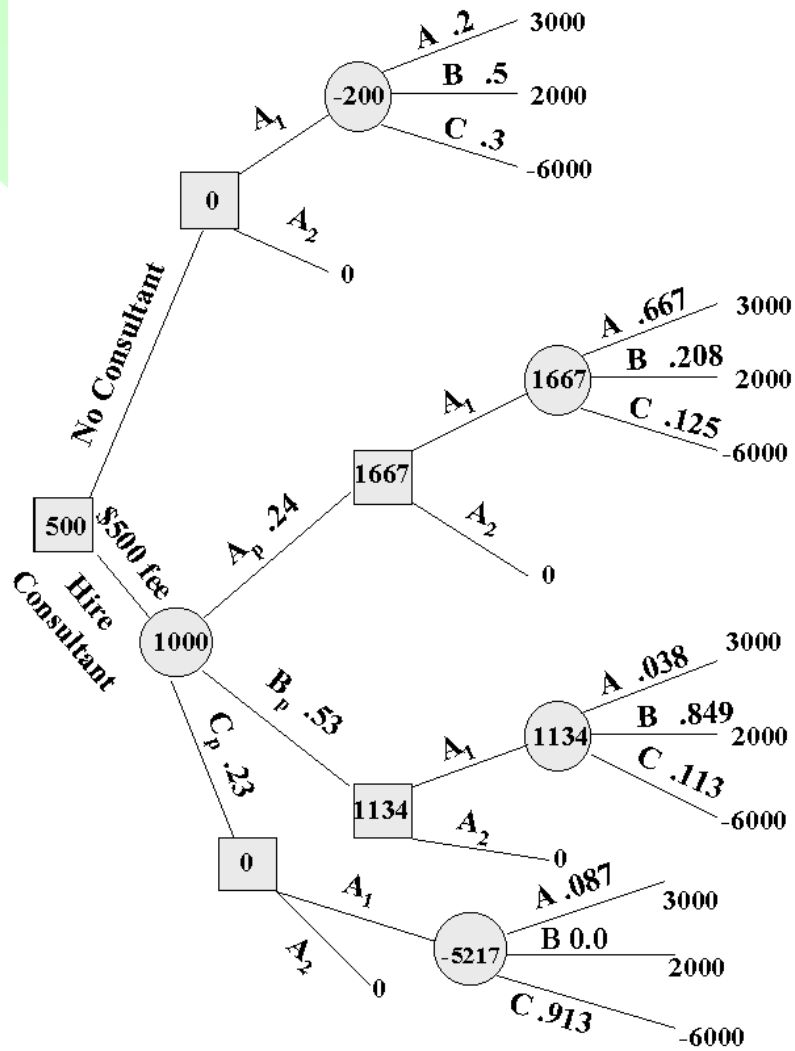 A .2
3000
-200
B .5
2000
C .3
-6000
A1
0
A2
0
No Consultant
A .667
3000
1667
B .208
2000
C .125
-6000
A1
1667
A2
0
500
$500 fee
Hire
Consultant
Ap .24
1000
Bp .53
A .038
3000
1134
B .849
2000
C .113
-6000
A1
1134
A2
0
Cp .23
0
A1
A2
0
A .087
3000
-5217
B 0.0
2000
C .913
-6000